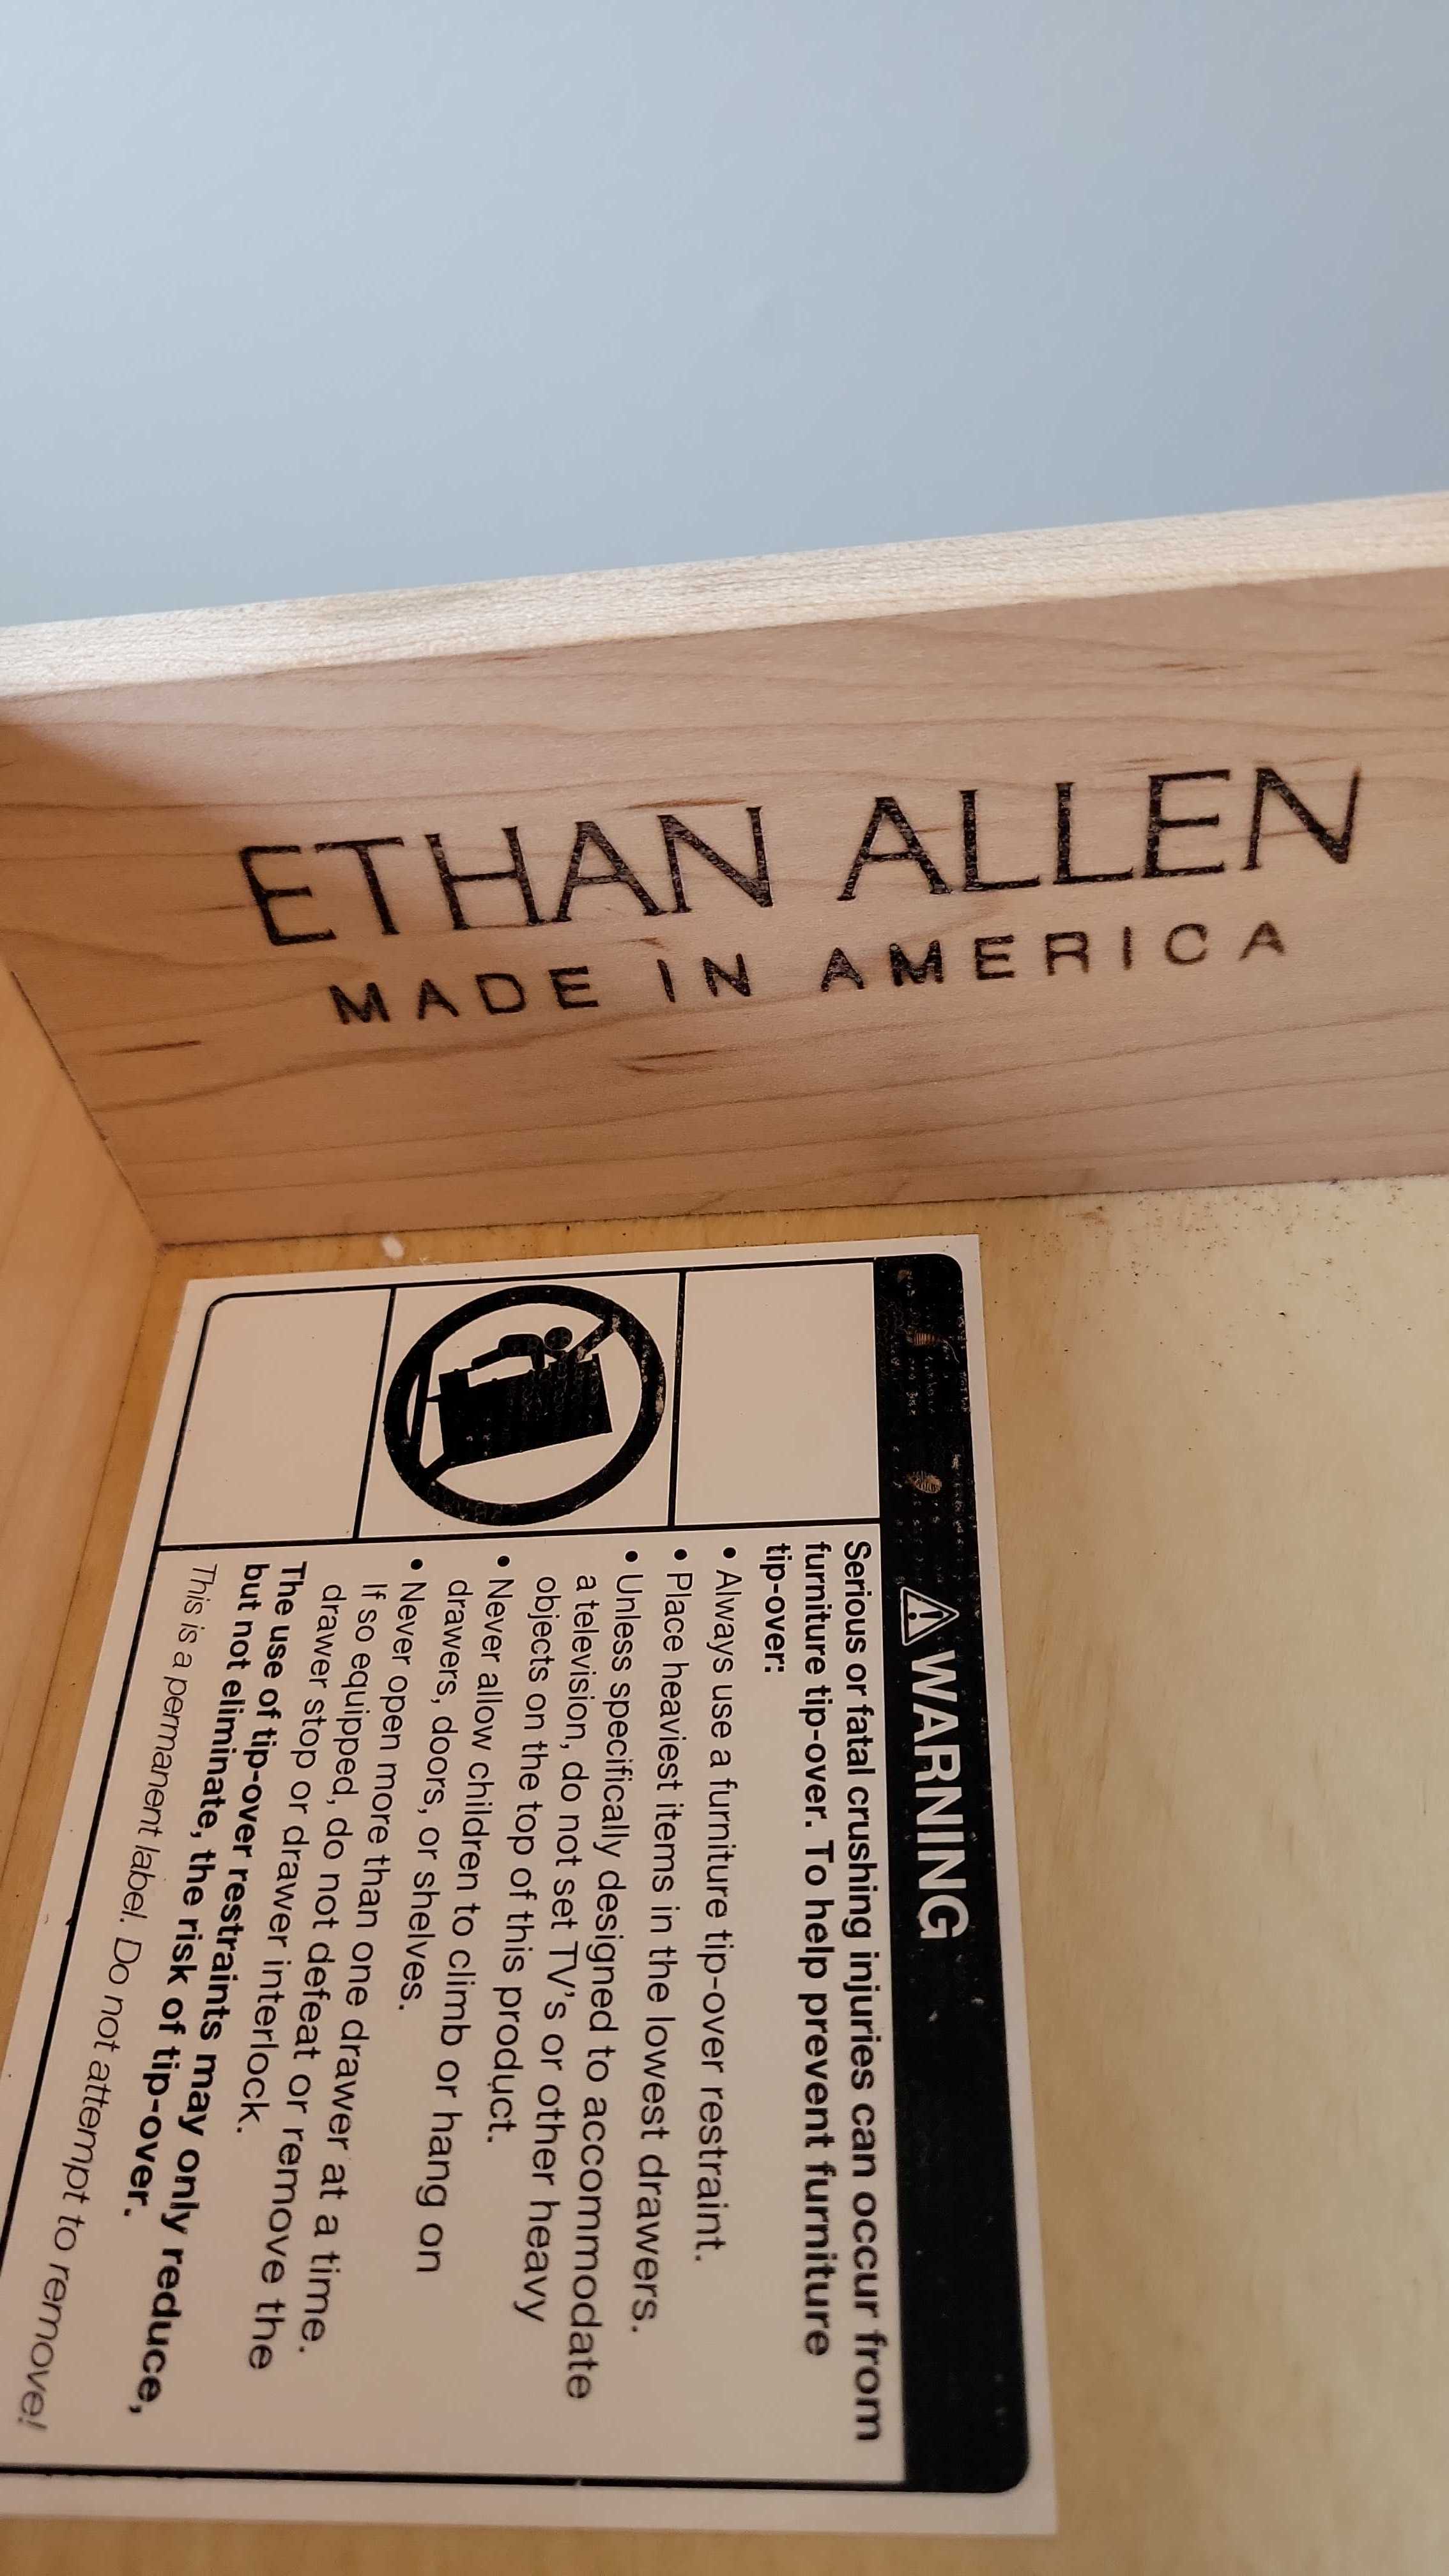 ETHAN ALLEN
MADE IN AMERICA
WARNING
Serious or fatal crushing injuries can occur from
furniture tip-over. To help prevent furniture
tip-over:
• Always use a furniture tip-over restraint.
• Place heaviest items in the lowest drawers.
• Unless specifically designed to accommodate
a television, do not set TV's or other heavy
objects on the top of this product.
• Never allow children to climb or hang on
drawers, doors, or shelves.
• Never open more than one drawer at a time.
If so equipped, do not defeat or remove the
drawer stop or drawer interlock.
The use of tip-over restraints may only reduce,
but not eliminate, the risk of tip-over.
This is a permanent label. Do not attempt to remove!